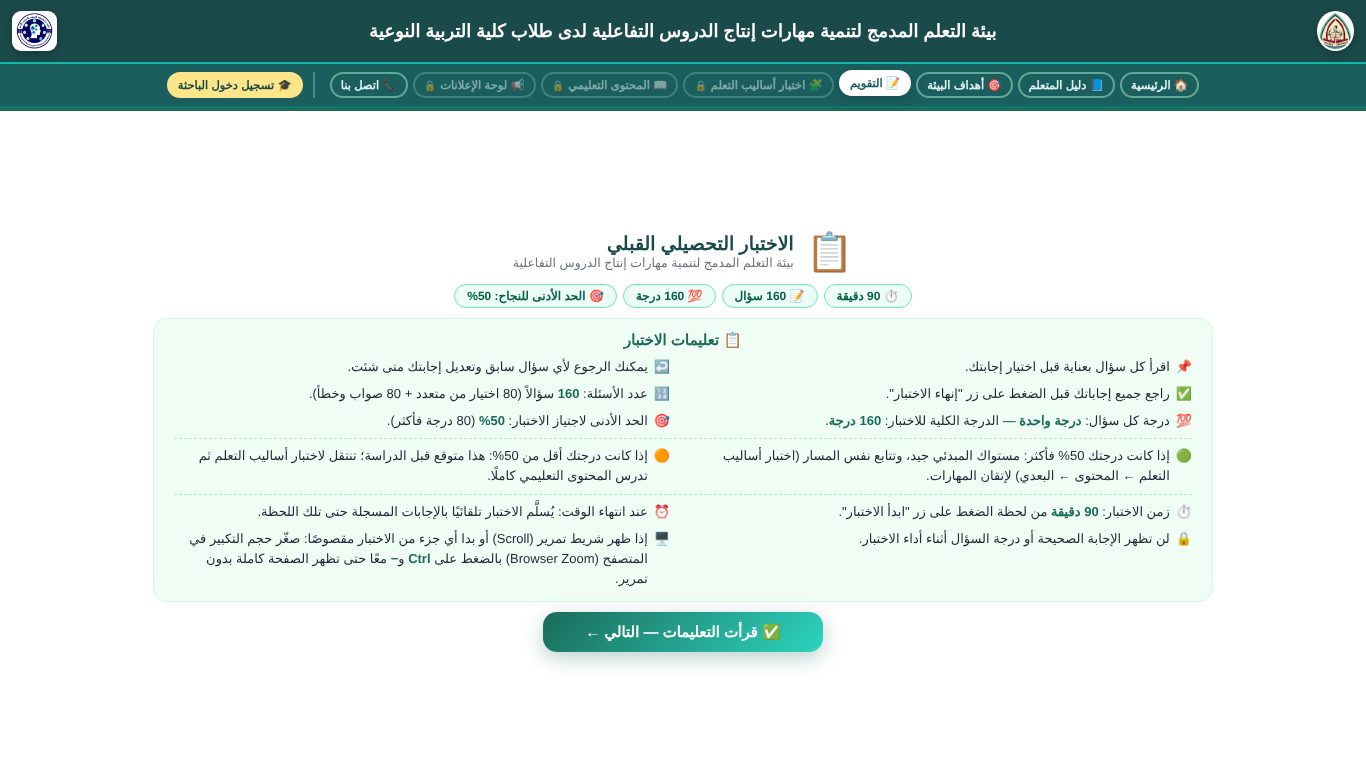 بيئة التعلم المدمج لتنمية مهارات إنتاج الدروس التفاعلية لدى طلاب كلية التربية النوعية
🏠 الرئيسية
📘 دليل المتعلم
🎯 أهداف البيئة
📝 التقويم
🧩 اختبار أساليب التعلم 🔒
📖 المحتوى التعليمي 🔒
📢 لوحة الإعلانات 🔒
📞 اتصل بنا
🎓 تسجيل دخول الباحثة
📋 الاختبار التحصيلي القبلي
بيئة التعلم المدمج لتنمية مهارات إنتاج الدروس التفاعلية
⏱️ 90 دقيقة
📝 160 سؤال
💯 160 درجة
🎯 الحد الأدنى للنجاح: 50%
📋 تعليمات الاختبار
📌 اقرأ كل سؤال بعناية قبل اختيار إجابتك.
↩️ يمكنك الرجوع لأي سؤال سابق وتعديل إجابتك متى شئت.
✅ راجع جميع إجاباتك قبل الضغط على زر "إنهاء الاختبار".
🔢 عدد الأسئلة: 160 سؤالاً (80 اختيار من متعدد + 80 صواب وخطأ).
💯 درجة كل سؤال: درجة واحدة — الدرجة الكلية للاختبار: 160 درجة.
🎯 الحد الأدنى لاجتياز الاختبار: 50% (80 درجة فأكثر).
🟢 إذا كانت درجتك 50% فأكثر: مستواك المبدئي جيد، وتتابع نفس المسار (اختبار أساليب
التعلم ← المحتوى ← البعدي) لإتقان المهارات.
🟠 إذا كانت درجتك أقل من 50%: هذا متوقع قبل الدراسة؛ تنتقل لاختبار أساليب التعلم ثم
تدرس المحتوى التعليمي كاملًا.
⏱️ زمن الاختبار: 90 دقيقة من لحظة الضغط على زر "ابدأ الاختبار".
⏰ عند انتهاء الوقت: يُسلَّم الاختبار تلقائيًا بالإجابات المسجلة حتى تلك اللحظة.
🔒 لن تظهر الإجابة الصحيحة أو درجة السؤال أثناء أداء الاختبار.
🖥️ إذا ظهر شريط تمرير (Scroll) أو بدا أي جزء من الاختبار مقصوصًا: صغّر حجم التكبير في
المتصفح (Browser Zoom) بالضغط على Ctrl و− معًا حتى تظهر الصفحة كاملة بدون
تمرير.
✅ قرأت التعليمات — التالي ←